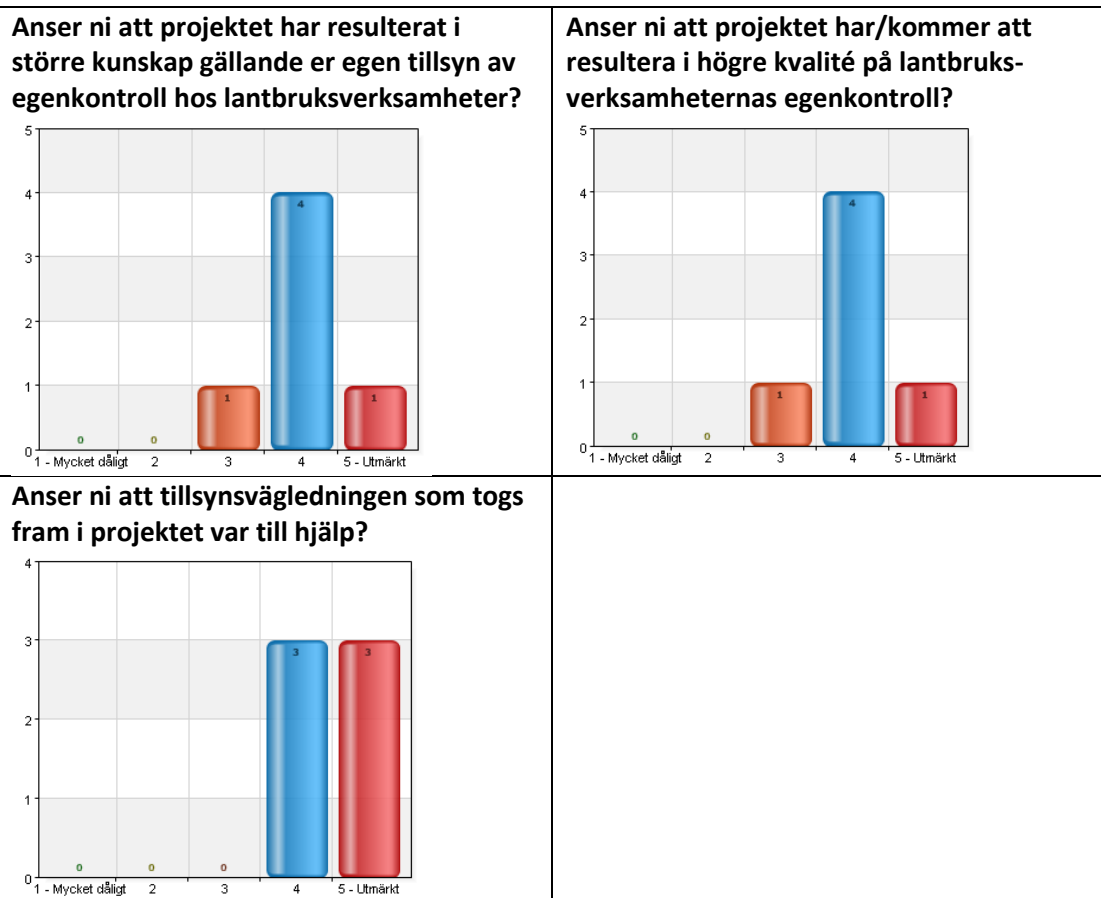 Anser ni att projektet har resulterat i
större kunskap gällande er egen tillsyn av
egenkontroll hos lantbruksverksamheter?
5
4
3
2
1
0
0
0
1
4
1
1 - Mycket dåligt 2 3 4 5 - Utmärkt
Anser ni att projektet har/kommer att
resultera i högre kvalité på lantbruks-
verksamheternas egenkontroll?
5
4
3
2
1
0
0
0
1
4
1
1 - Mycket dåligt 2 3 4 5 - Utmärkt
Anser ni att tillsynsvägledningen som togs
fram i projektet var till hjälp?
4
3
2
1
0
0
0
0
3
3
1 - Mycket dåligt 2 3 4 5 - Utmärkt